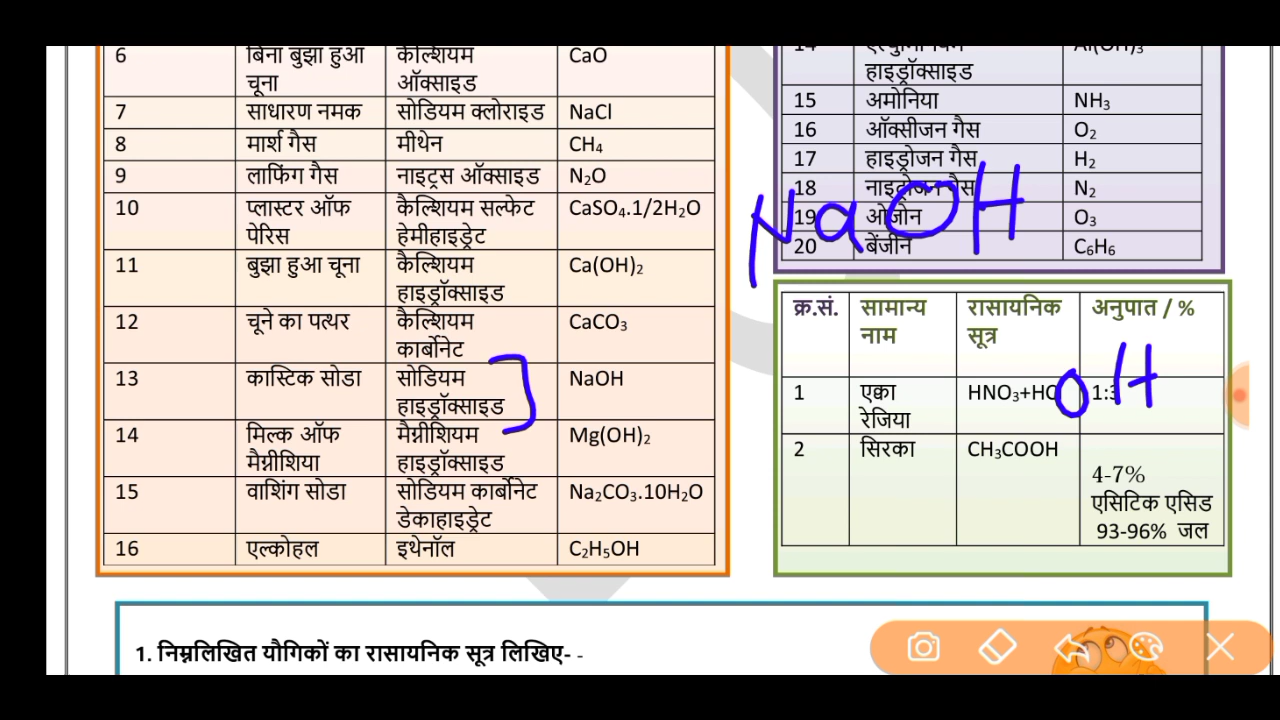 6 बिना बुझा हुआ चूना कैल्शियम ऑक्साइड CaO
7 साधारण नमक सोडियम क्लोराइड NaCl
8 मार्श गैस मीथेन CH₄
9 लाफिंग गैस नाइट्रस ऑक्साइड N₂O
10 प्लास्टर ऑफ पेरिस कैल्शियम सल्फेट हेमीहाइड्रेट CaSO₄.1/2H₂O
11 बुझा हुआ चूना कैल्शियम हाइड्रॉक्साइड Ca(OH)₂
12 चूने का पत्थर कैल्शियम कार्बोनेट CaCO₃
13 कास्टिक सोडा सोडियम हाइड्रॉक्साइड NaOH
14 मिल्क ऑफ मैग्नीशिया मैग्नीशियम हाइड्रॉक्साइड Mg(OH)₂
15 वाशिंग सोडा सोडियम कार्बोनेट डेकाहाइड्रेट Na₂CO₃.10H₂O
16 एल्कोहल इथेनॉल C₂H₅OH
14 हाइड्रॉक्साइड Al(OH)₃
15 अमोनिया NH₃
16 ऑक्सीजन गैस O₂
17 हाइड्रोजन गैस H₂
18 नाइट्रोजन गैस N₂
19 ओजोन O₃
20 बेंजीन C₆H₆
NaOH
क्र.सं. सामान्य नाम रासायनिक सूत्र अनुपात / %
1 एक्वा रेजिया 1:3
OH
2 सिरका CH₃COOH 4-7%
एसिटिक एसिड
93-96% जल
1. निम्नलिखित यौगिकों का रासायनिक सूत्र लिखिए- -